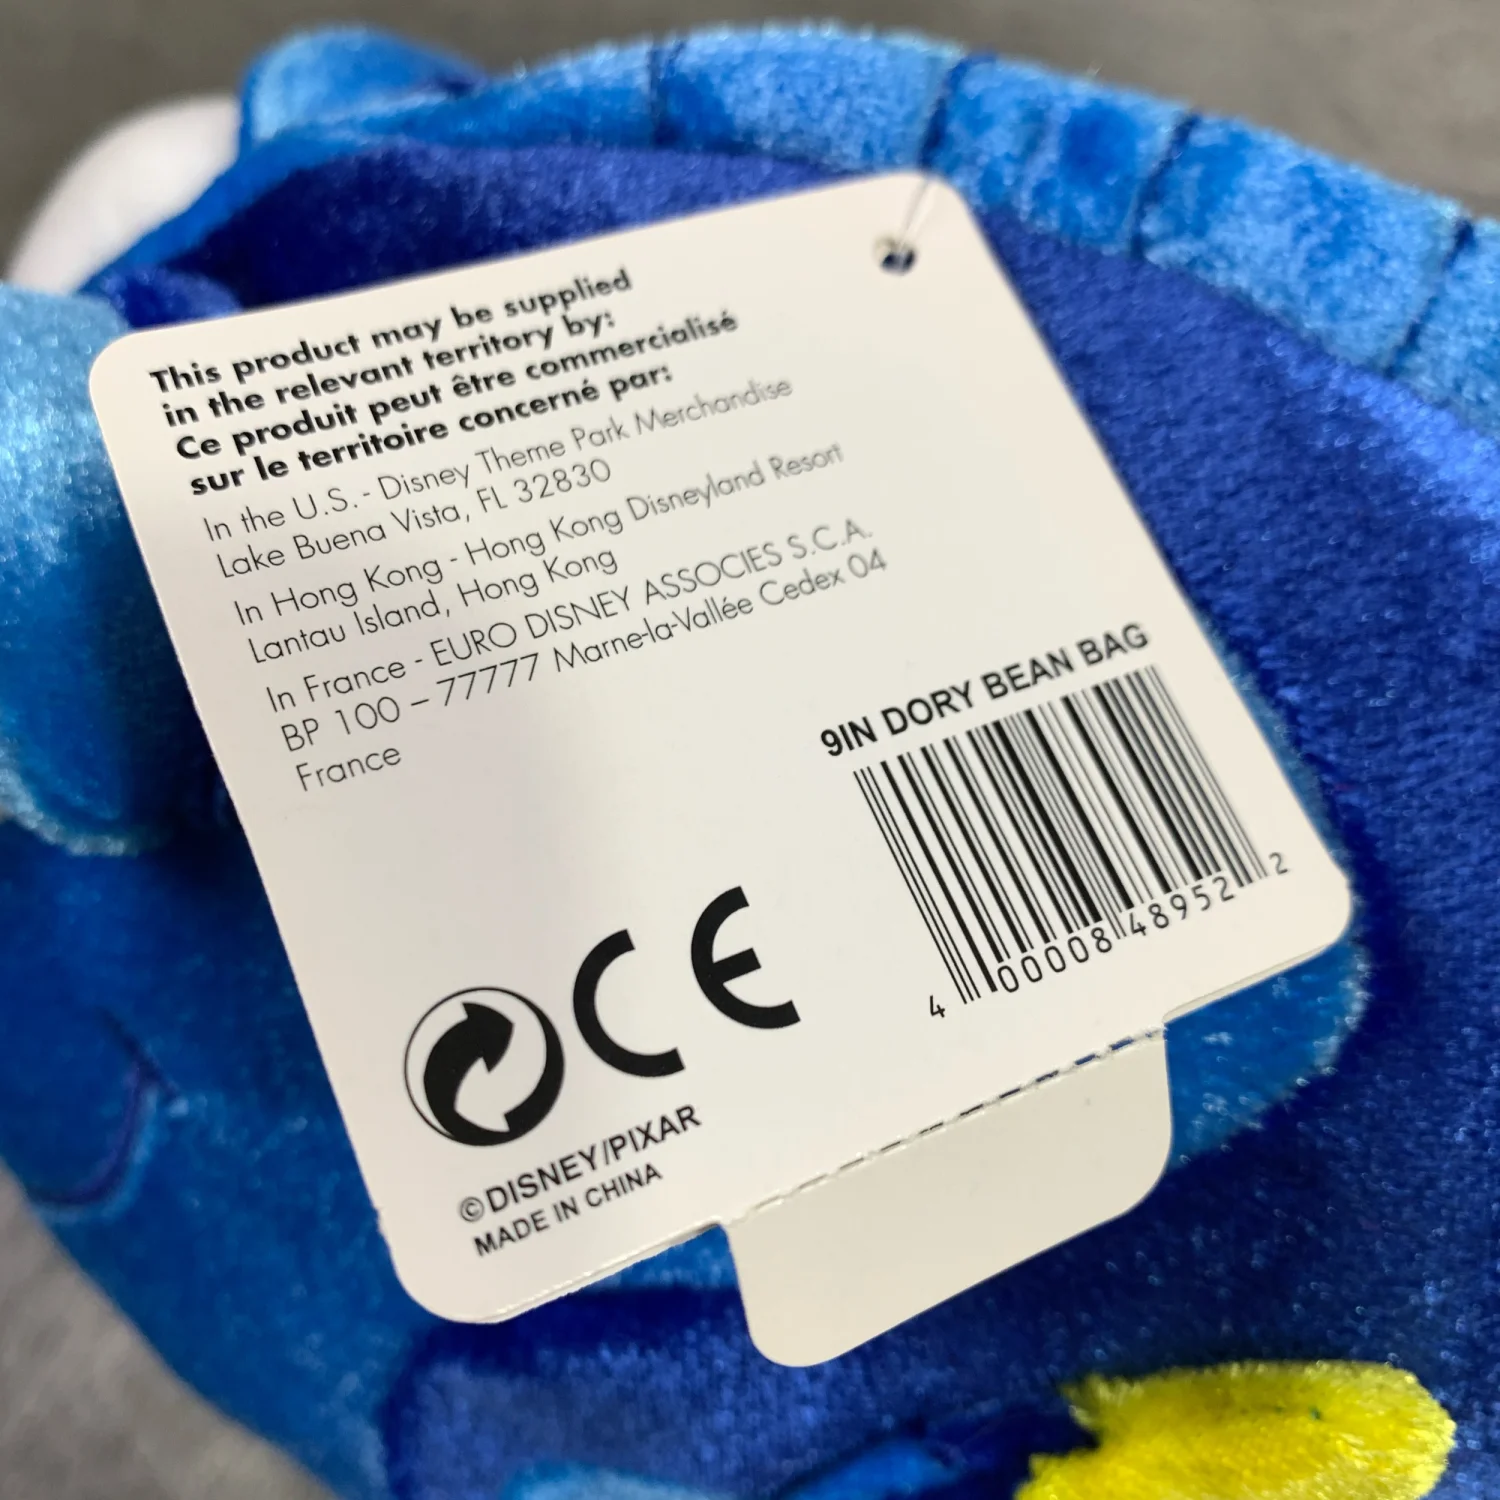 This product may be supplied
in the relevant territory by:
Ce produit peut être commercialisé
sur le territoire concerné par:
In the U.S. - Disney Theme Park Merchandise
Lake Buena Vista, FL 32830
In Hong Kong - Hong Kong Disneyland Resort
Lantau Island, Hong Kong
In France - EURO DISNEY ASSOCIES S.C.A.
BP 100 – 77777 Marne-la-Vallée Cedex 04
France
9IN DORY BEAN BAG
4 00008 48952 2
CE
©DISNEY/PIXAR
MADE IN CHINA